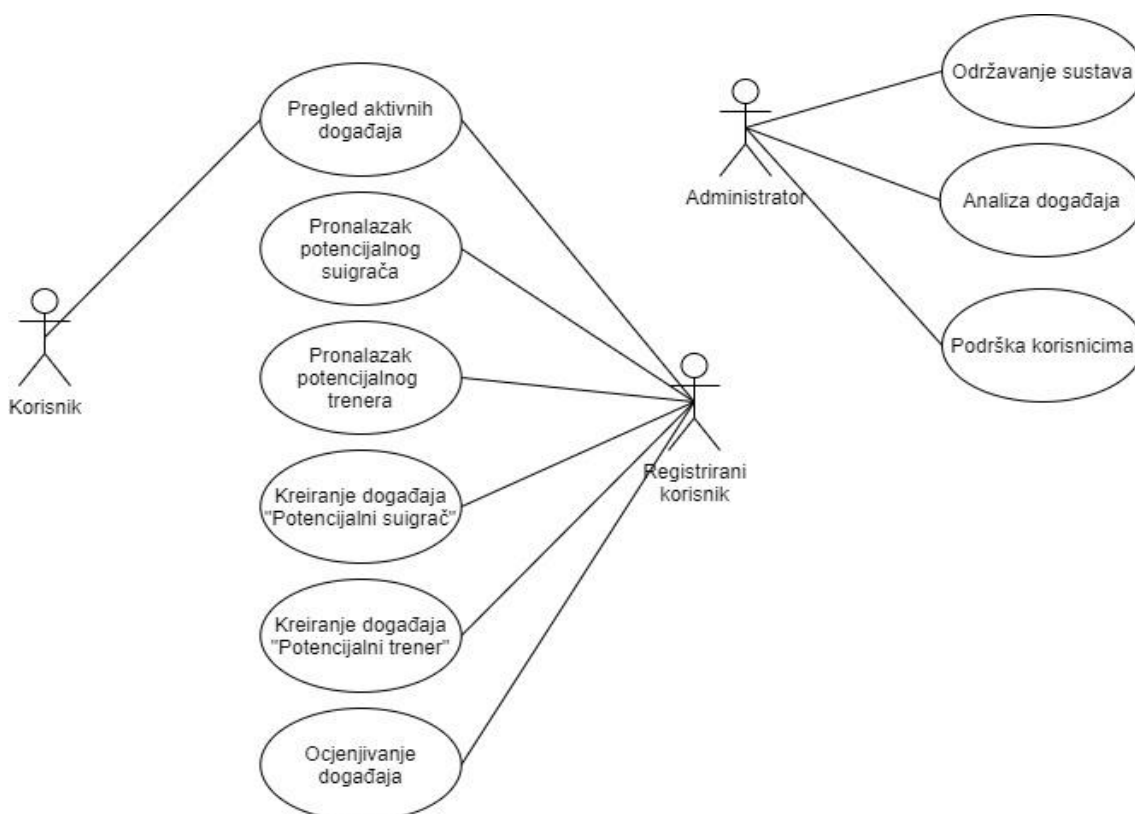 Pregled aktivnih
događaja
Pronalazak
potencijalnog
suigrača
Pronalazak
potencijalnog
trenera
Kreiranje događaja
"Potencijalni suigrač"
Kreiranje događaja
"Potencijalni trener"
Ocjenjivanje
događaja
Korisnik
Registrirani
korisnik
Administrator
Održavanje sustava
Analiza događaja
Podrška korisnicima